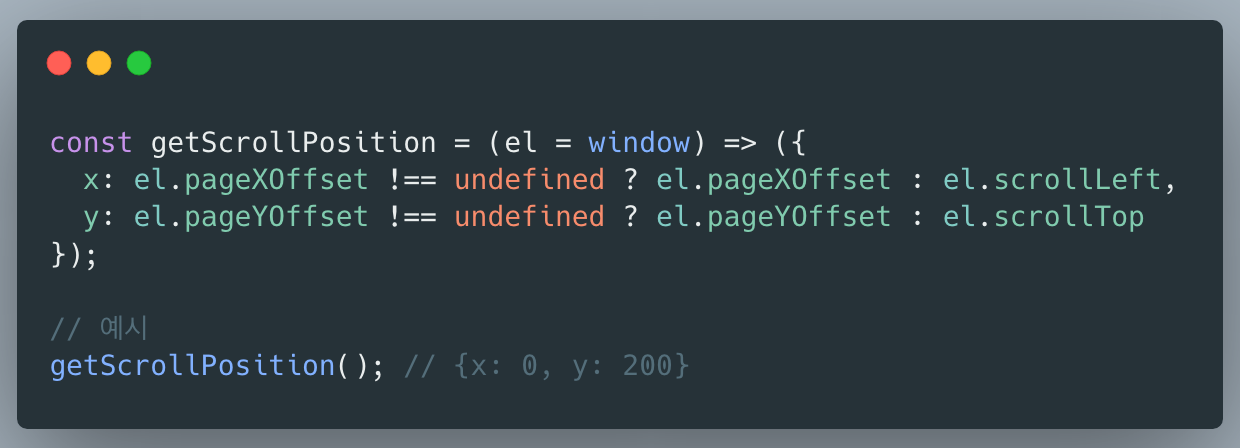 const getScrollPosition = (el = window) => ({
  x: el.pageXOffset !== undefined ? el.pageXOffset : el.scrollLeft,
  y: el.pageYOffset !== undefined ? el.pageYOffset : el.scrollTop
});

// 예시
getScrollPosition(); // {x: 0, y: 200}